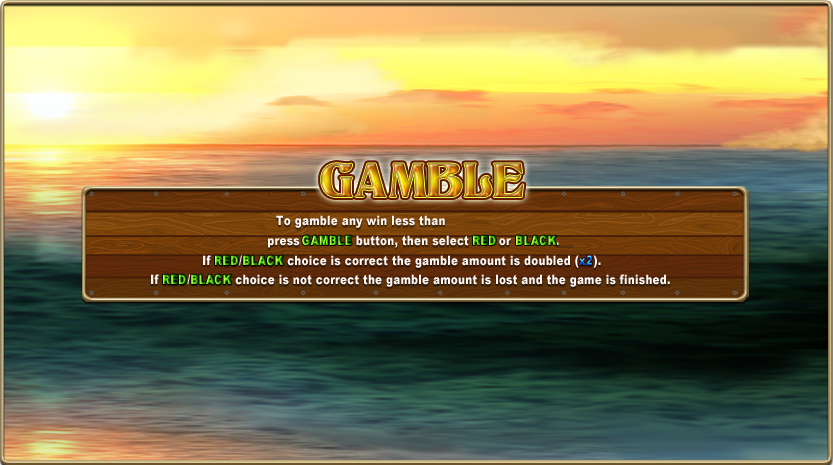 GAMBLE
To gamble any win less than
press GAMBLE button, then select RED or BLACK.
If RED/BLACK choice is correct the gamble amount is doubled (x2).
If RED/BLACK choice is not correct the gamble amount is lost and the game is finished.